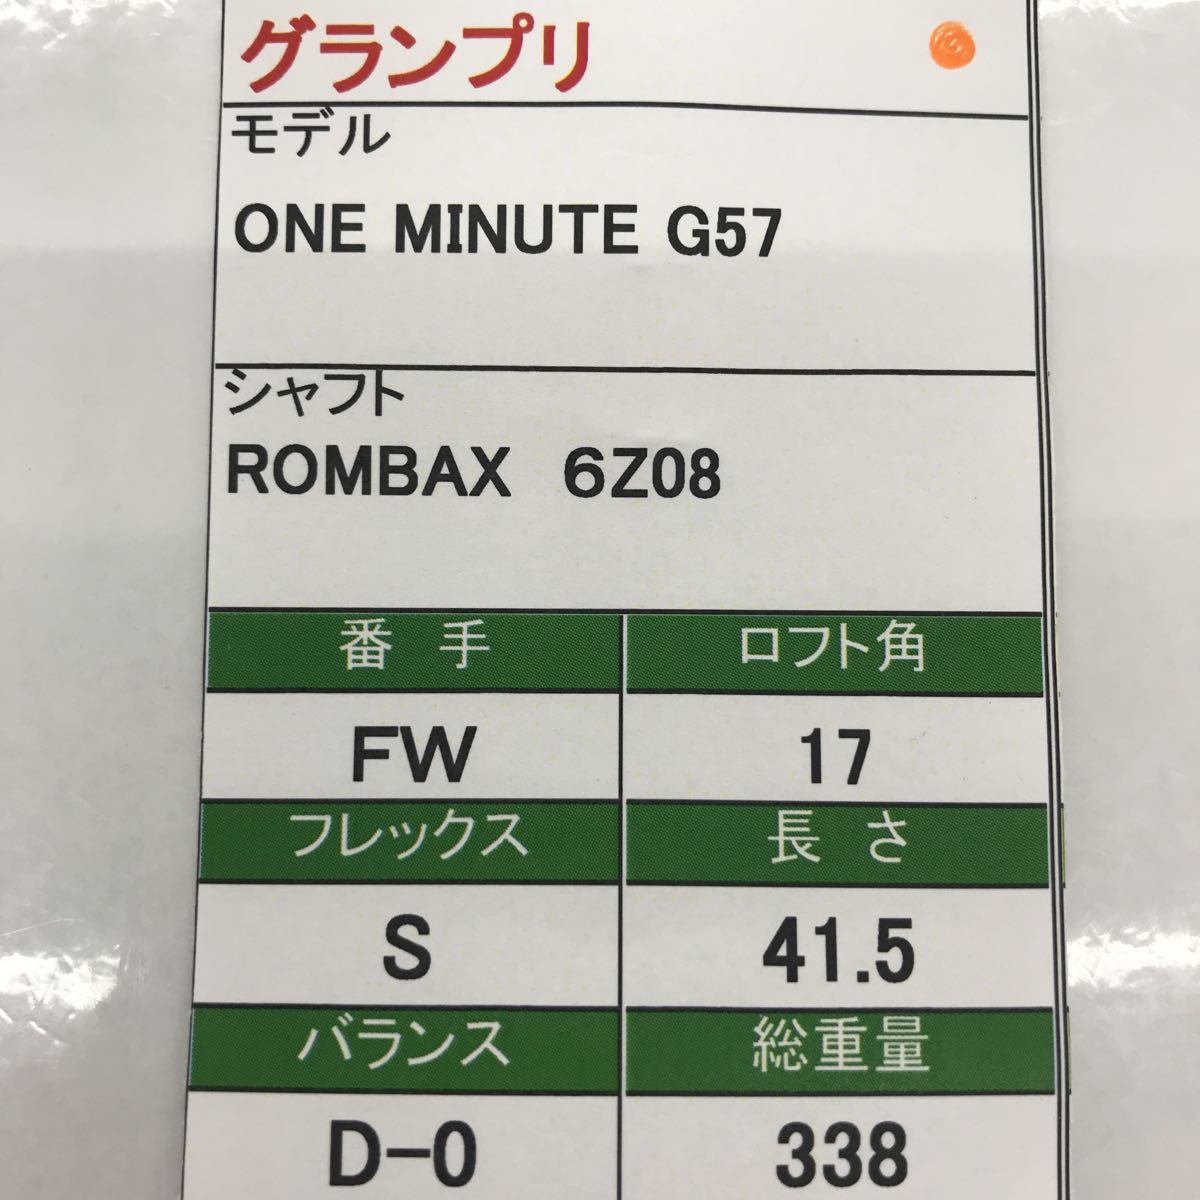 グランプリ
モデル
ONE MINUTE G57
シャフト
ROMBAX 6Z08
番 手 ロフト角
FW 17
フレックス 長 さ
S 41.5
バランス 総重量
D-0 338